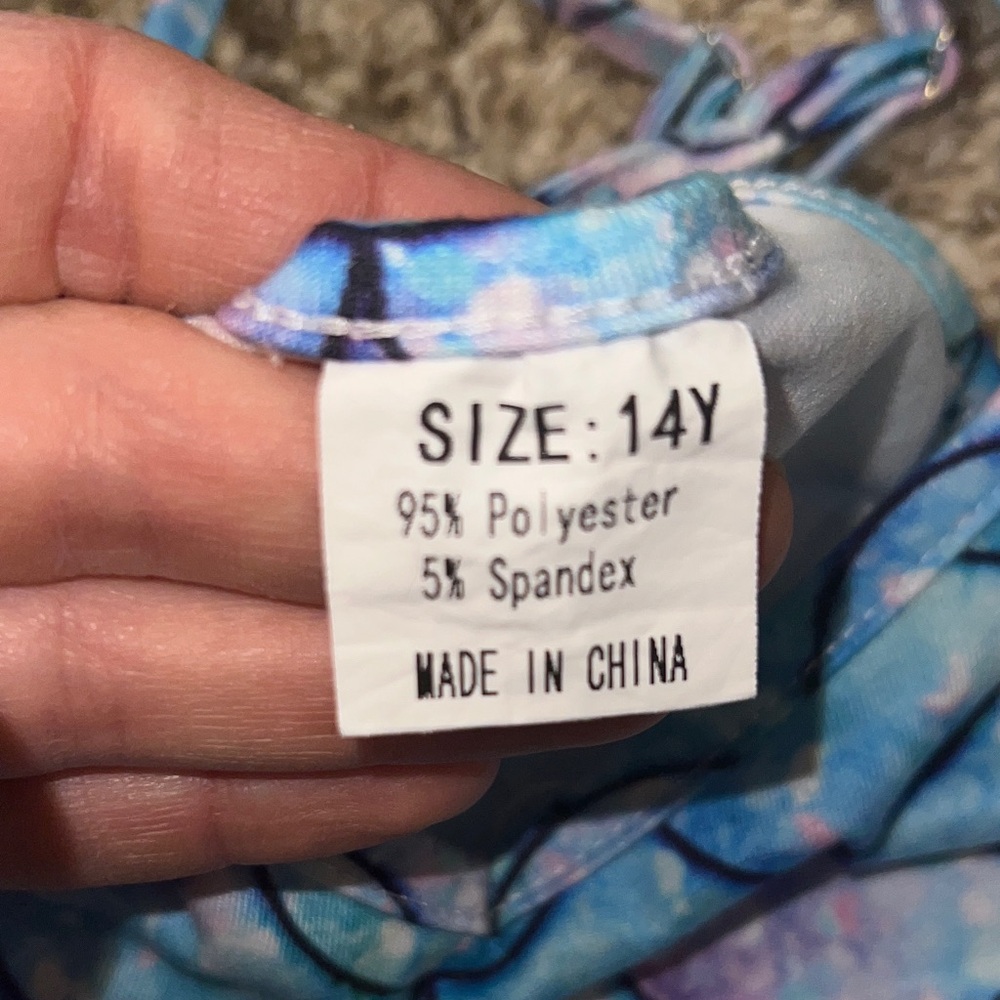 SIZE: 14Y
95% Polyester
5% Spandex
MADE IN CHINA